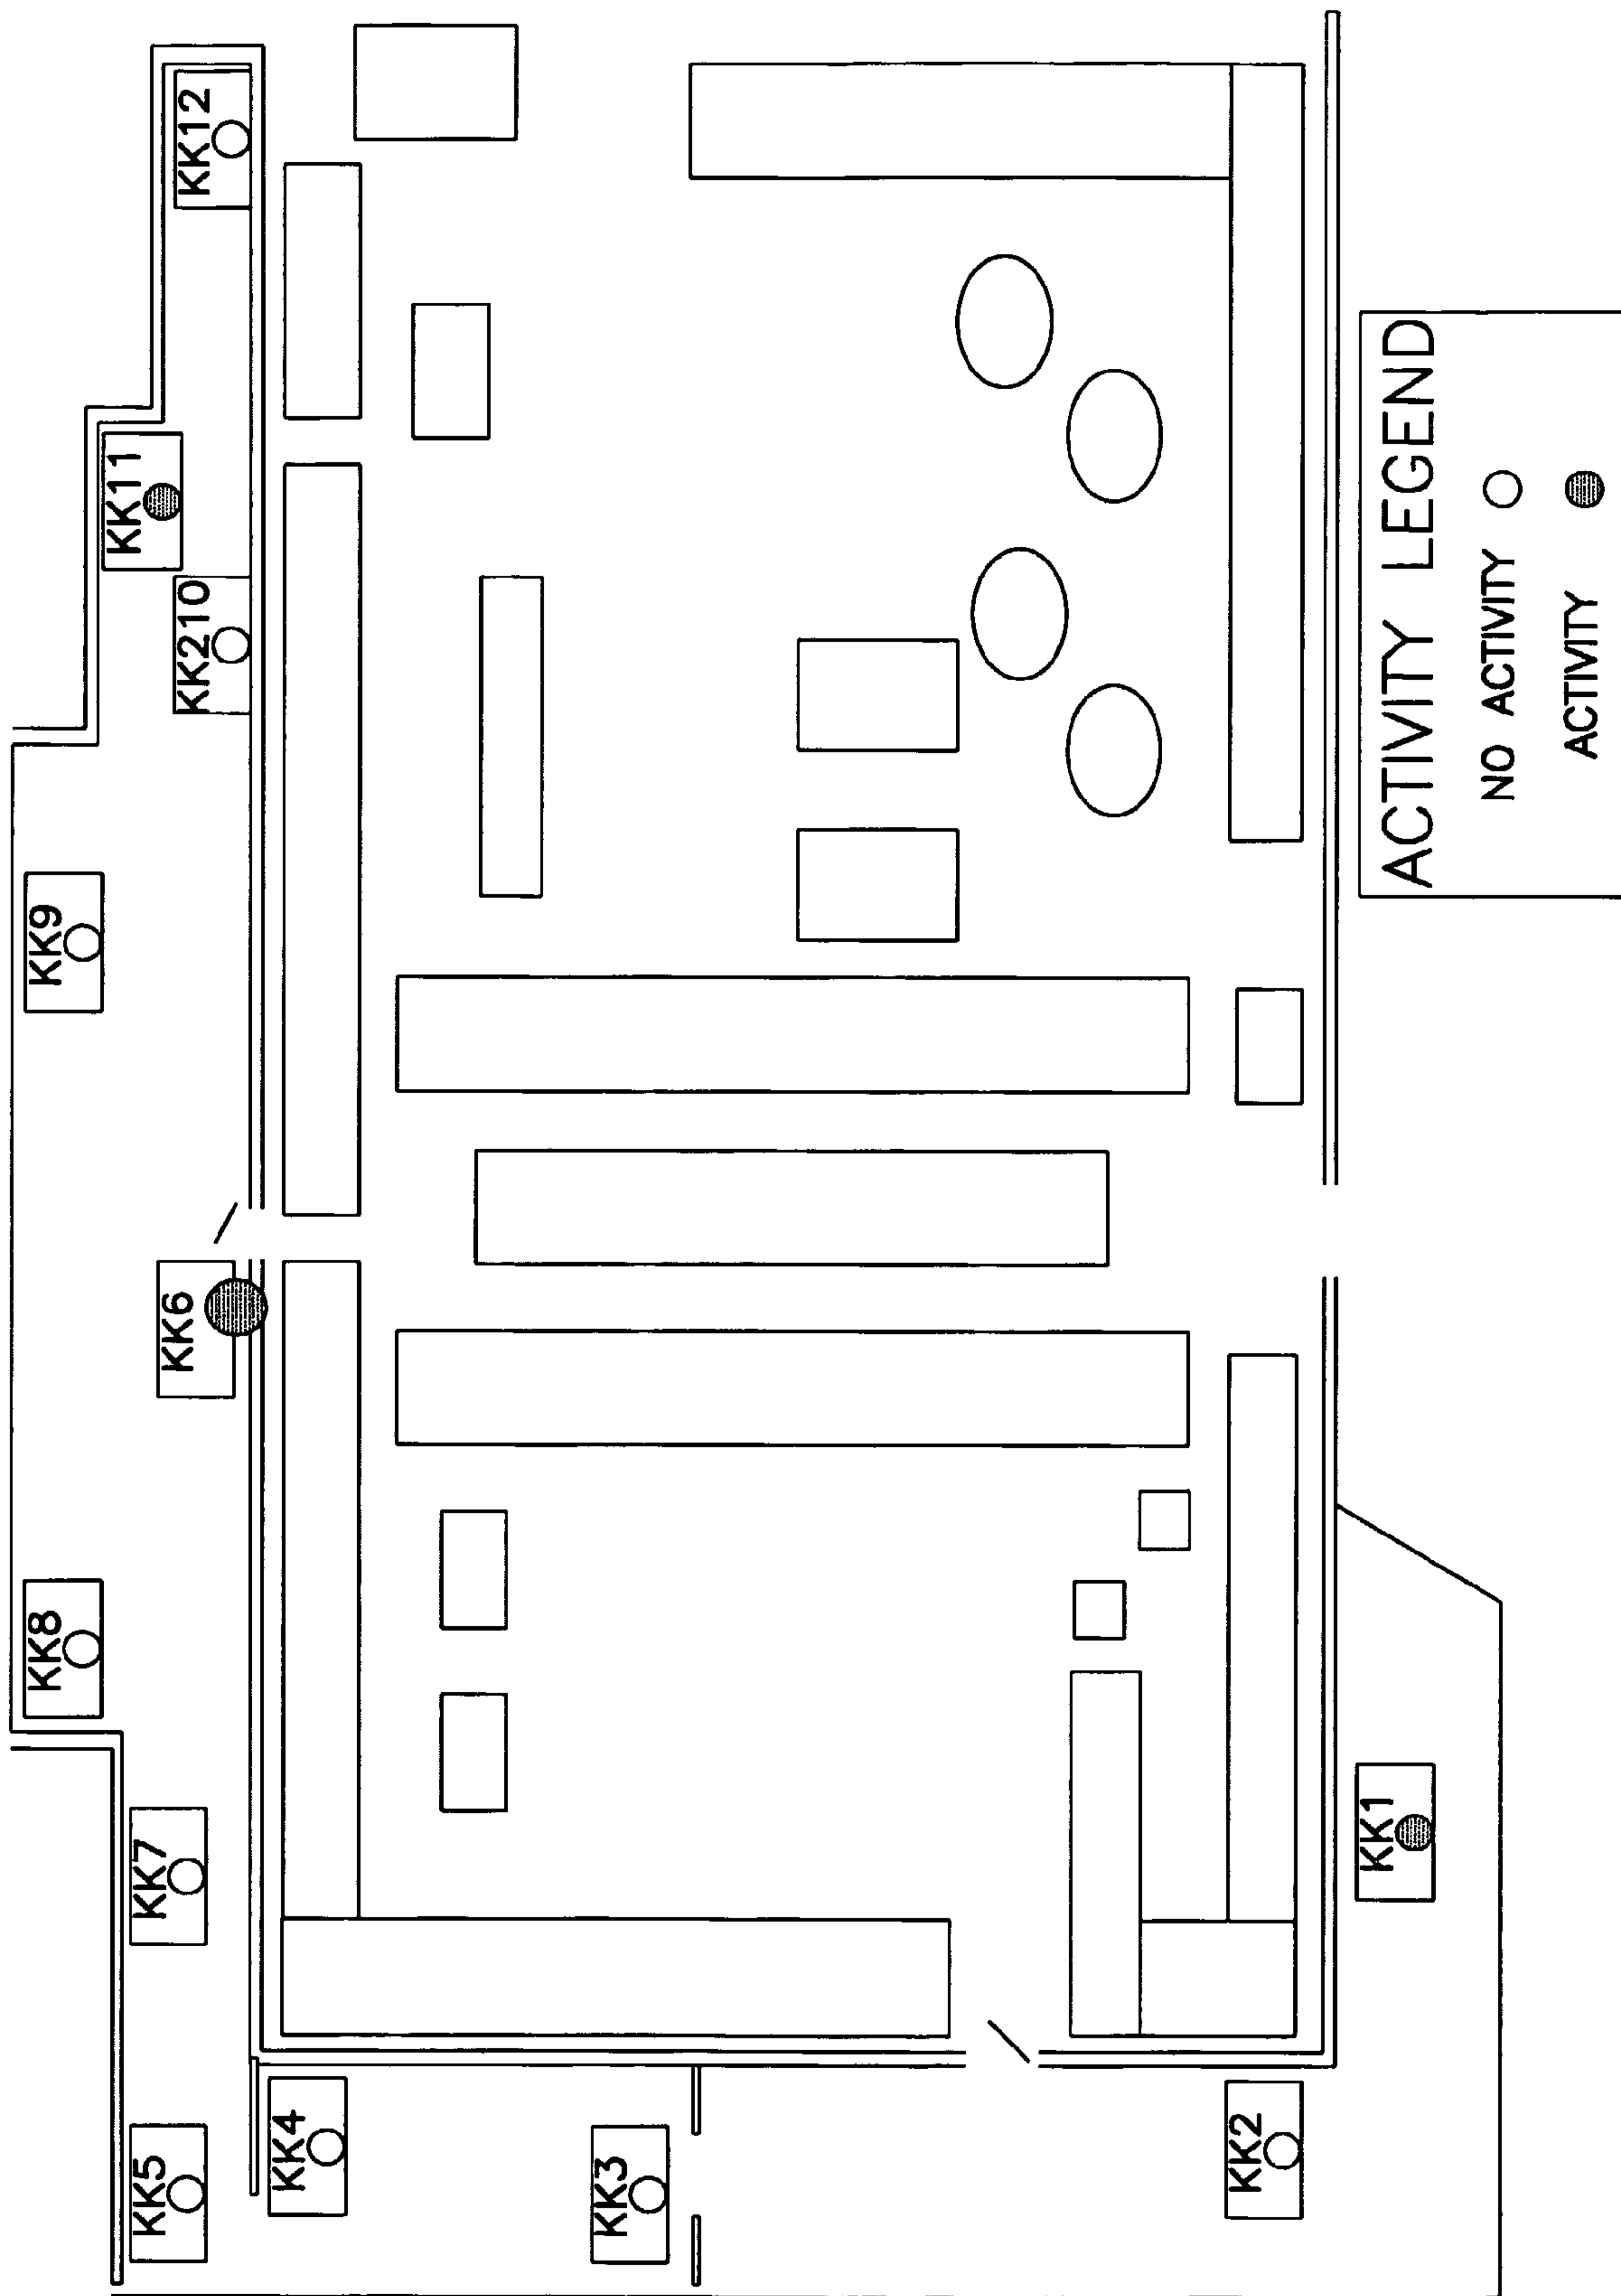 KK5
KK7
KK8
KK9
KK11
KK12
KK210
KK6
KK4
KK3
KK2
KK1
ACTIVITY LEGEND
NO ACTIVITY
ACTIVITY